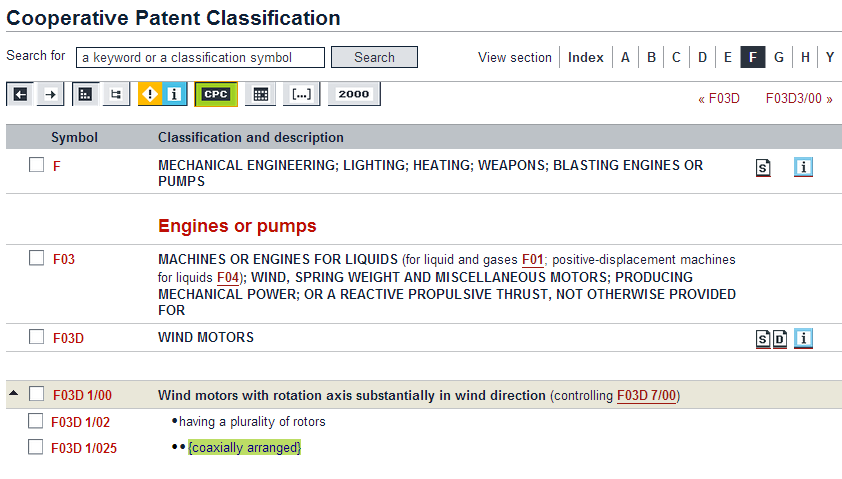 Cooperative Patent Classification
Search for a keyword or a classification symbol Search View section Index A B C D E F G H Y
! i CPC [...] 2000 « F03D F03D3/00 »
Symbol Classification and description
F MECHANICAL ENGINEERING; LIGHTING; HEATING; WEAPONS; BLASTING ENGINES OR S i
PUMPS
Engines or pumps
F03 MACHINES OR ENGINES FOR LIQUIDS (for liquid and gases F01; positive-displacement machines
for liquids F04); WIND, SPRING WEIGHT AND MISCELLANEOUS MOTORS; PRODUCING
MECHANICAL POWER; OR A REACTIVE PROPULSIVE THRUST, NOT OTHERWISE PROVIDED
FOR
F03D WIND MOTORS S D i
F03D 1/00 Wind motors with rotation axis substantially in wind direction (controlling F03D 7/00)
F03D 1/02 •having a plurality of rotors
F03D 1/025 ••{coaxially arranged}